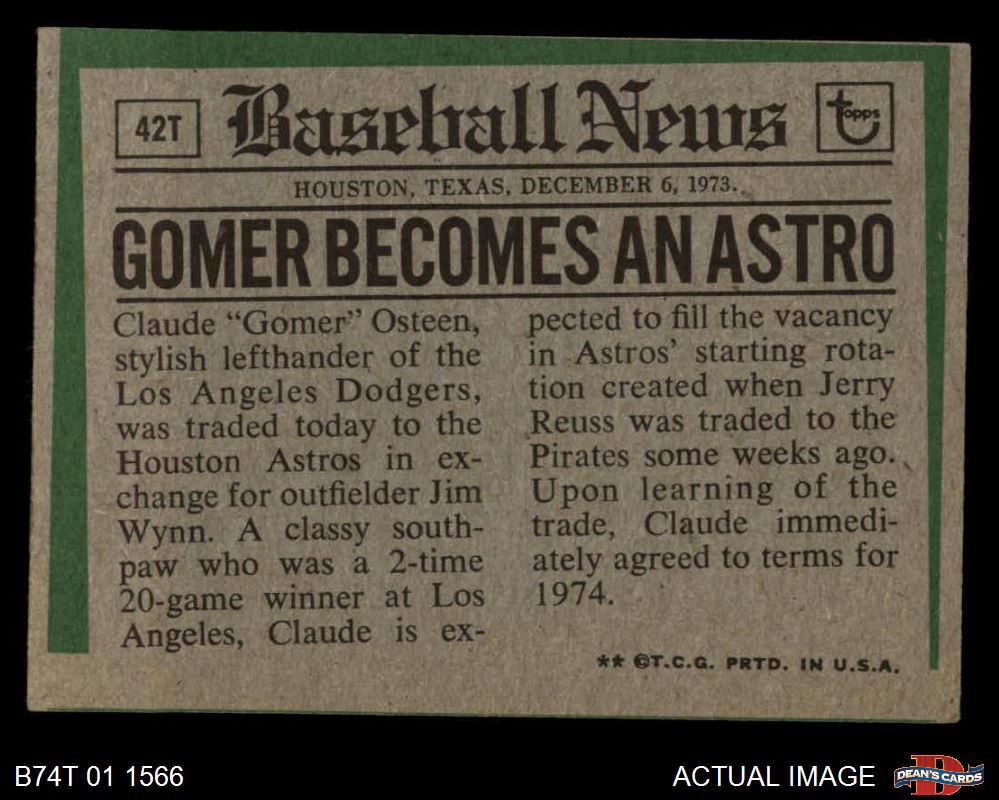 42T
Baseball News
topps
HOUSTON, TEXAS, DECEMBER 6, 1973.
GOMER BECOMES AN ASTRO
Claude “Gomer” Osteen,
stylish lefthander of the
Los Angeles Dodgers,
was traded today to the
Houston Astros in ex-
change for outfielder Jim
Wynn. A classy south-
paw who was a 2-time
20-game winner at Los
Angeles, Claude is ex-
pected to fill the vacancy
in Astros’ starting rota-
tion created when Jerry
Reuss was traded to the
Pirates some weeks ago.
Upon learning of the
trade, Claude immedi-
ately agreed to terms for
1974.
** ©T.C.G. PRTD. IN U.S.A.
B74T 01 1566
ACTUAL IMAGE
D
DEAN'S CARDS